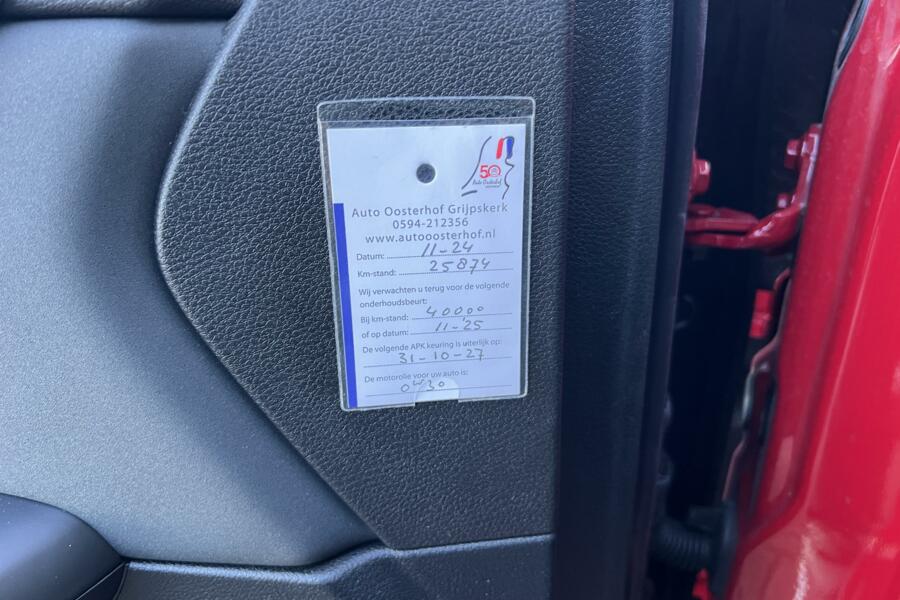 50
Auto Oosterhof
Auto Oosterhof Grijpskerk
0594-212356
www.autooosterhof.nl
Datum: 11-24
Km-stand: 25874
Wij verwachten u terug voor de volgende
onderhoudsbeurt:
Bij km-stand: 40000
of op datum: 11-'25
De volgende APK keuring is uiterlijk op:
31-10-27
De motorolie voor uw auto is:
0W30